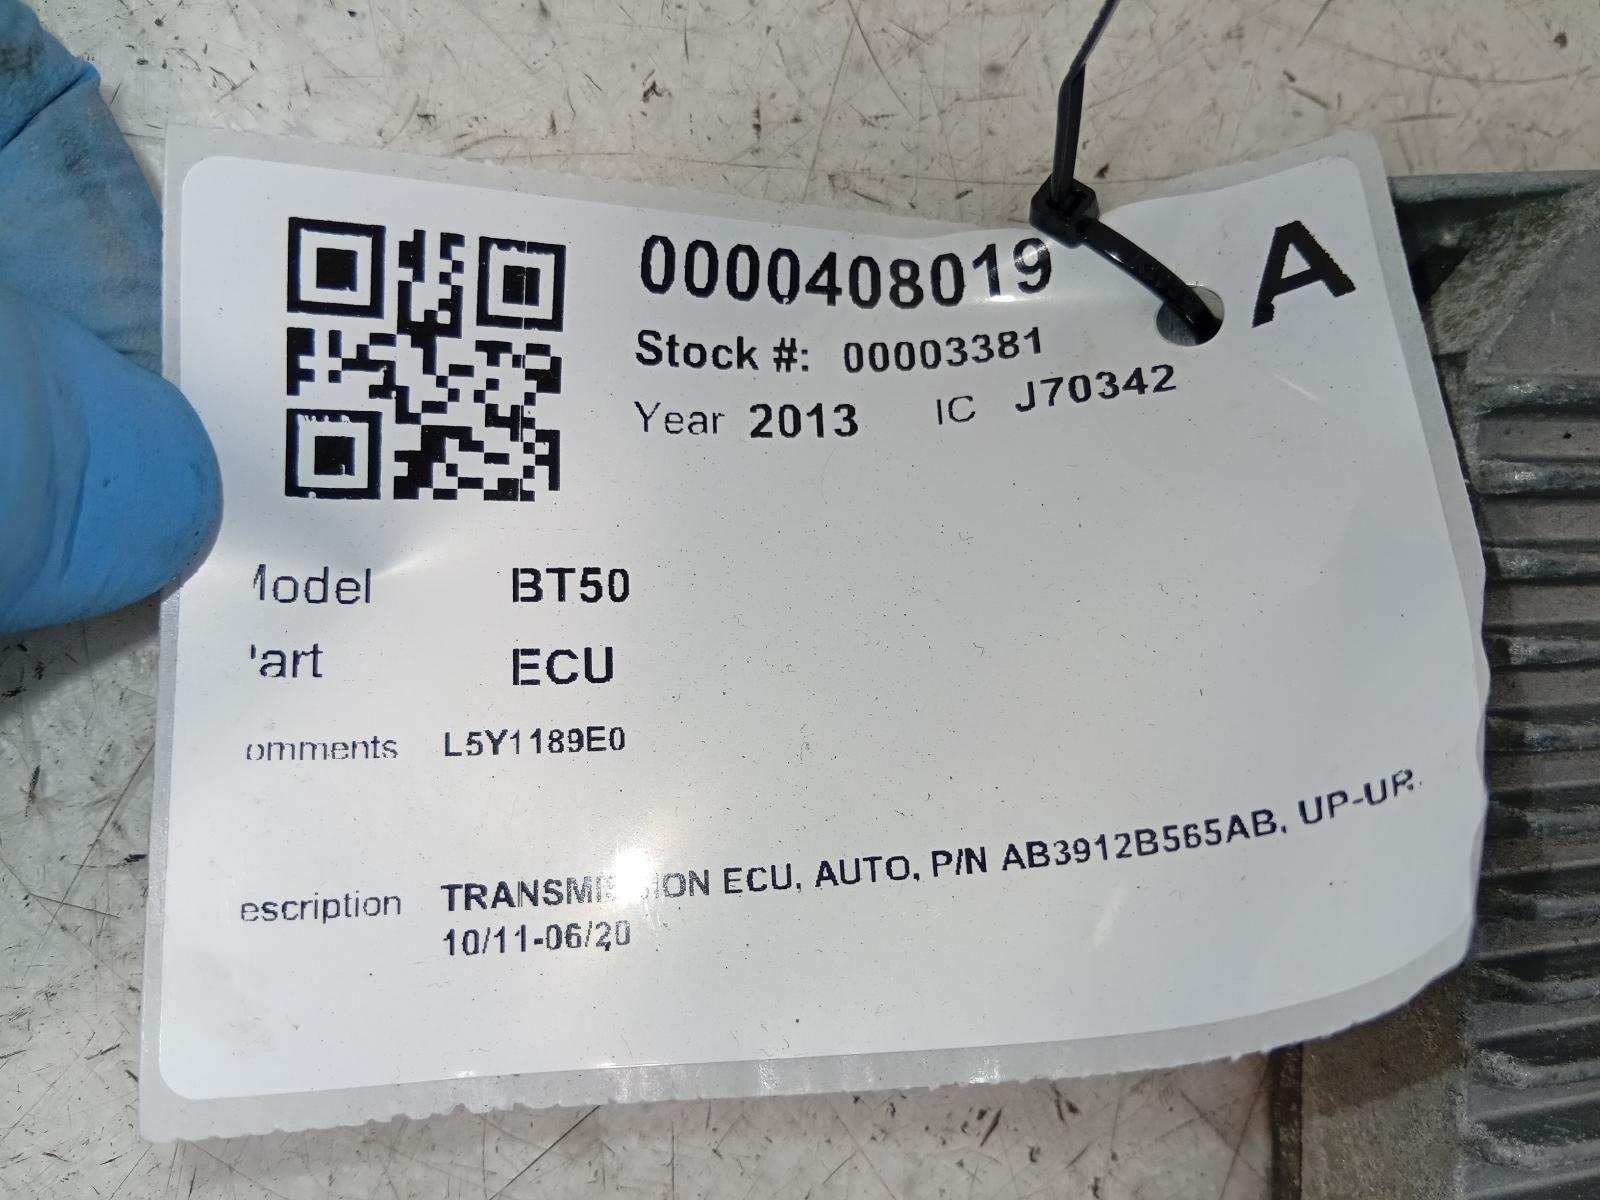 0000408019
A
Stock #: 00003381
Year 2013 IC J70342
Model BT50
Part ECU
omments L5Y1189E0
escription TRANSMISSION ECU, AUTO, P/N AB3912B565AB, UP-UR,
10/11-06/20